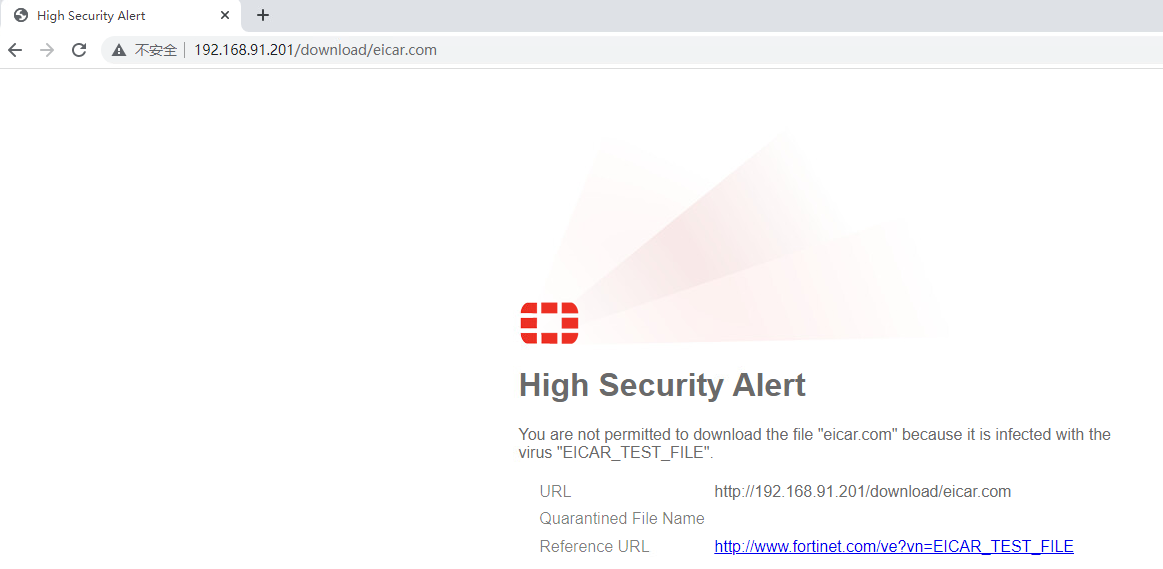 High Security Alert
不安全 192.168.91.201/download/eicar.com
High Security Alert
You are not permitted to download the file "eicar.com" because it is infected with the
virus "EICAR_TEST_FILE".
URL http://192.168.91.201/download/eicar.com
Quarantined File Name
Reference URL http://www.fortinet.com/ve?vn=EICAR_TEST_FILE